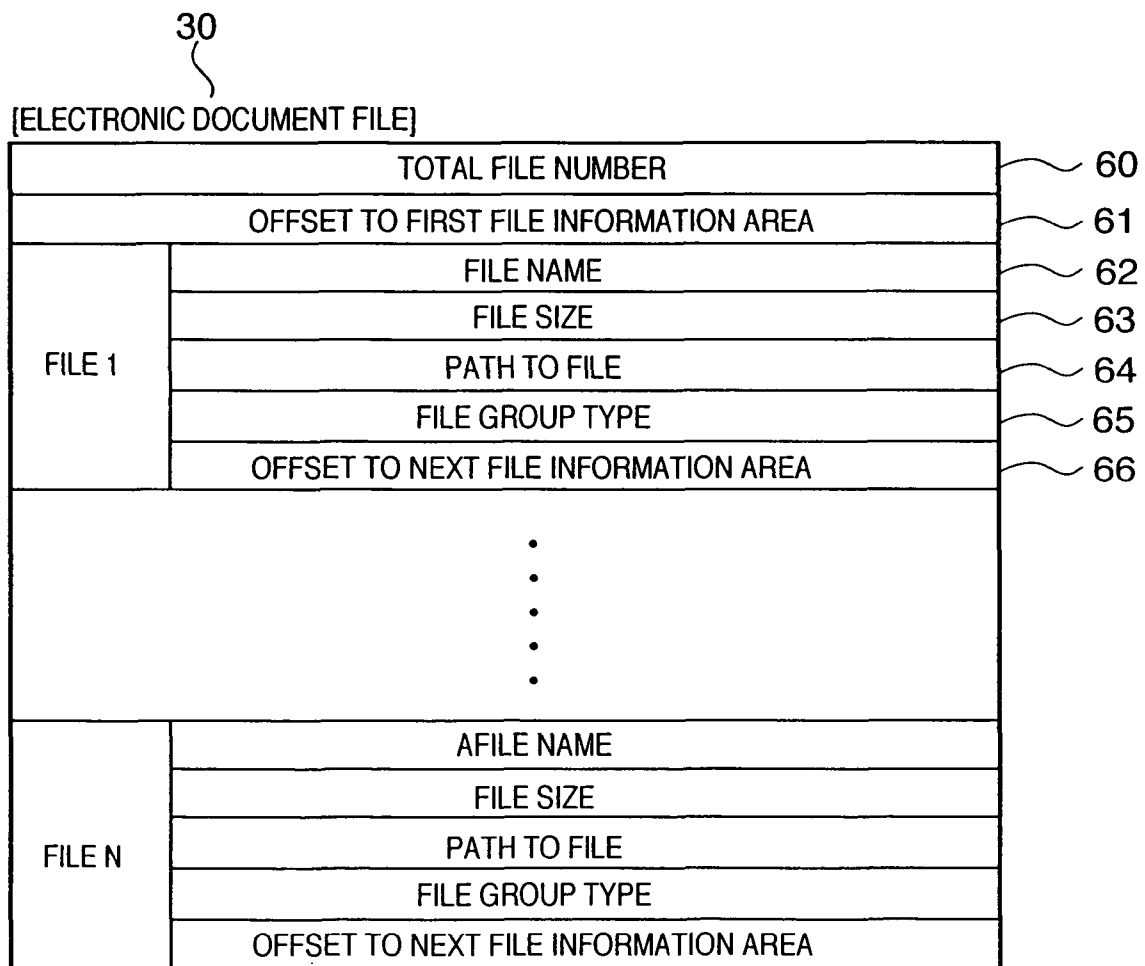 30
[ELECTRONIC DOCUMENT FILE]
TOTAL FILE NUMBER 60
OFFSET TO FIRST FILE INFORMATION AREA 61
FILE NAME 62
FILE SIZE 63
FILE 1 PATH TO FILE 64
FILE GROUP TYPE 65
OFFSET TO NEXT FILE INFORMATION AREA 66
AFILE NAME
FILE SIZE
FILE N PATH TO FILE
FILE GROUP TYPE
OFFSET TO NEXT FILE INFORMATION AREA